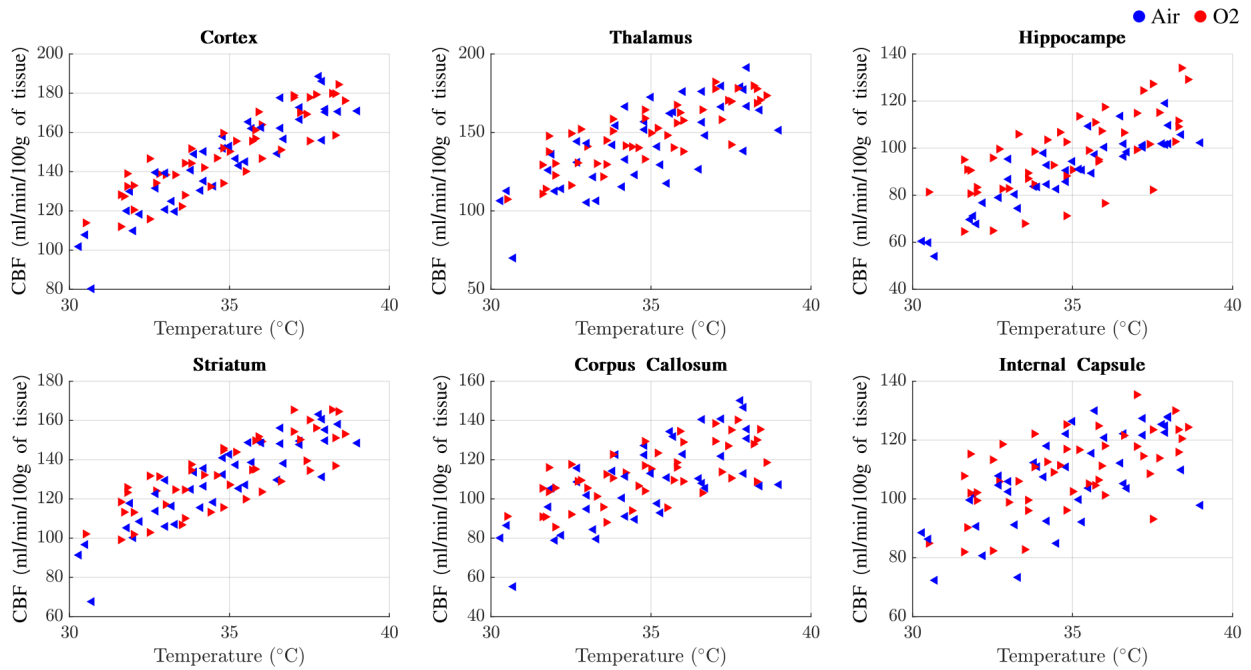 Air O2
Cortex
CBF (ml/min/100g of tissue)
200
180
160
140
120
100
80
30 35 40
Temperature (°C)
Thalamus
CBF (ml/min/100g of tissue)
200
150
100
50
30 35 40
Temperature (°C)
Hippocampe
CBF (ml/min/100g of tissue)
140
120
100
80
60
40
30 35 40
Temperature (°C)
Striatum
CBF (ml/min/100g of tissue)
180
160
140
120
100
80
60
30 35 40
Temperature (°C)
Corpus Callosum
CBF (ml/min/100g of tissue)
160
140
120
100
80
60
40
30 35 40
Temperature (°C)
Internal Capsule
CBF (ml/min/100g of tissue)
140
120
100
80
60
30 35 40
Temperature (°C)